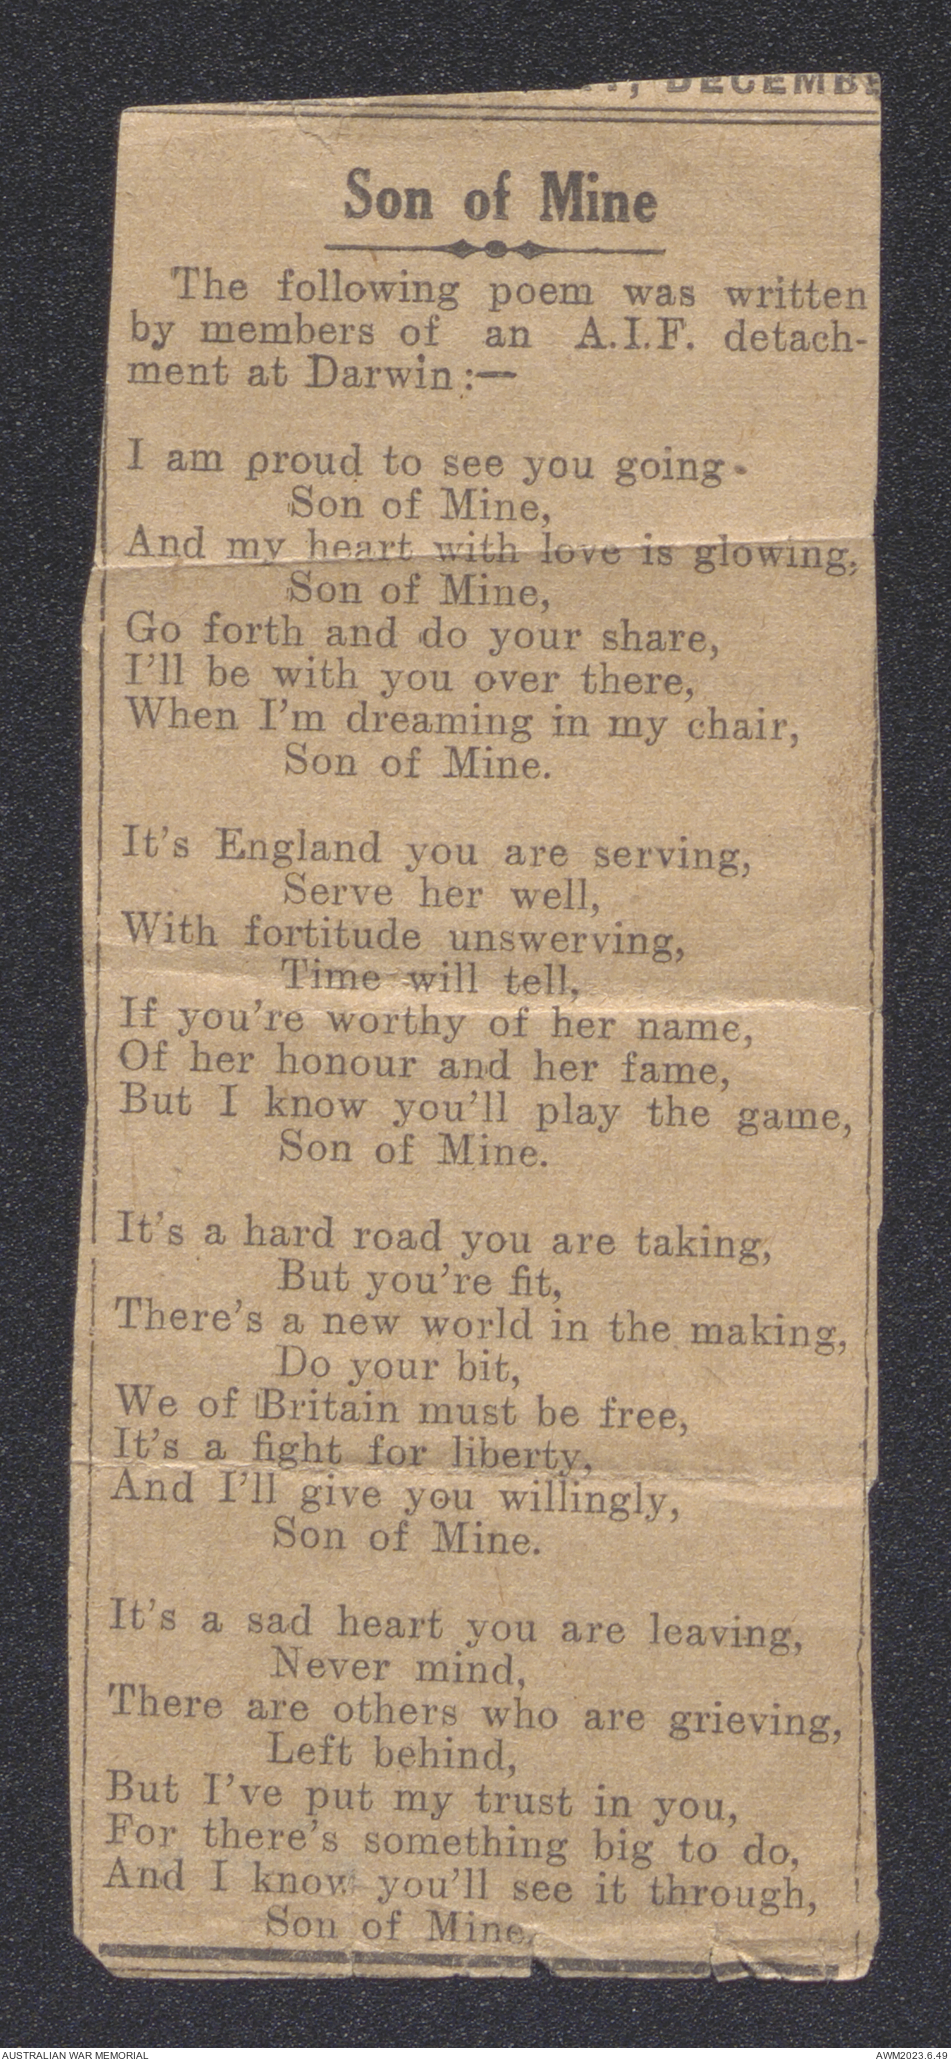 DECEMBE
Son of Mine
The following poem was written
by members of an A.I.F. detach-
ment at Darwin :—
I am proud to see you going
Son of Mine,
And my heart with love is glowing,
Son of Mine,
Go forth and do your share,
I'll be with you over there,
When I'm dreaming in my chair,
Son of Mine.
It's England you are serving,
Serve her well,
With fortitude unswerving,
Time will tell,
If you're worthy of her name,
Of her honour and her fame,
But I know you'll play the game,
Son of Mine.
It's a hard road you are taking,
But you're fit,
There's a new world in the making,
Do your bit,
We of Britain must be free,
It's a fight for liberty,
And I'll give you willingly,
Son of Mine.
It's a sad heart you are leaving,
Never mind,
There are others who are grieving,
Left behind,
But I've put my trust in you,
For there's something big to do,
And I know you'll see it through,
Son of Mine.
AUSTRALIAN WAR MEMORIAL
AWM2023.6.49